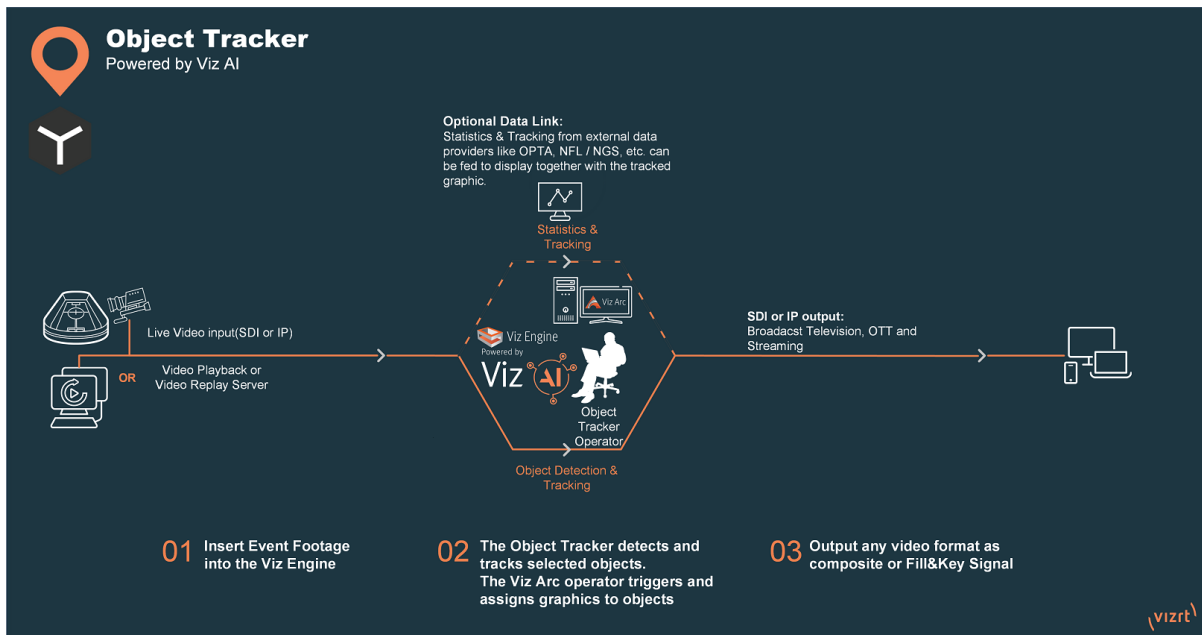 Object Tracker
Powered by Viz AI
Optional Data Link:
Statistics & Tracking from external data
providers like OPTA, NFL / NGS, etc. can
be fed to display together with the tracked
graphic.
Statistics &
Tracking
Viz Arc
Live Video input(SDI or IP)
OR
Video Playback or
Video Replay Server
Viz Engine
Powered by
Viz AI
Object
Tracker
Operator
Object Detection &
Tracking
SDI or IP output:
Broadacst Television, OTT and
Streaming
01 Insert Event Footage
into the Viz Engine
02 The Object Tracker detects and
tracks selected objects.
The Viz Arc operator triggers and
assigns graphics to objects
03 Output any video format as
composite or Fill&Key Signal
vizrt